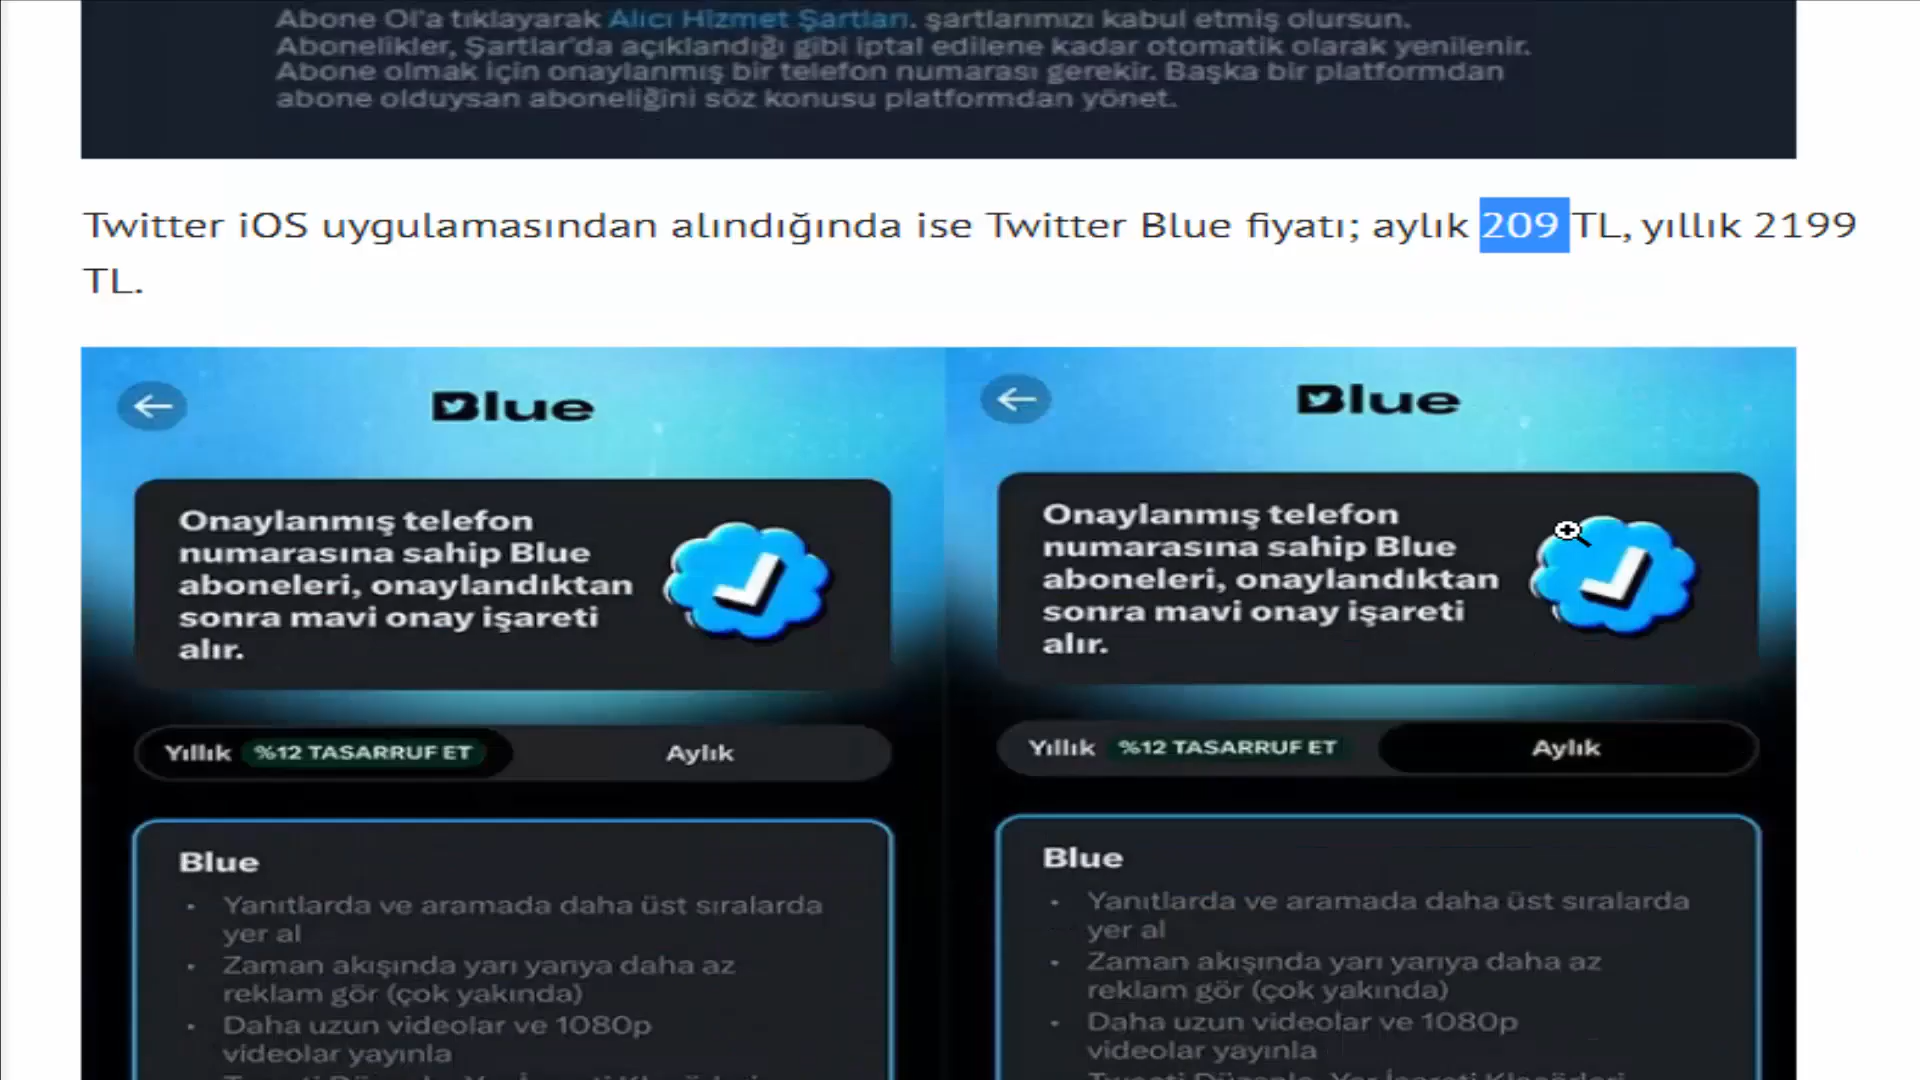 Abone Ol'a tıklayarak Alıcı Hizmet Şartları. şartlarımızı kabul etmiş olursun.
Abonelikler, Şartlar'da açıklandığı gibi iptal edilene kadar otomatik olarak yenilenir.
Abone olmak için onaylanmış bir telefon numarası gerekir. Başka bir platformdan
abone olduysan aboneliğini söz konusu platformdan yönet.
Twitter iOS uygulamasından alındığında ise Twitter Blue fiyatı; aylık 209 TL, yıllık 2199
TL.
Blue
Onaylanmış telefon
numarasına sahip Blue
aboneleri, onaylandıktan
sonra mavi onay işareti
alır.
Yıllık %12 TASARRUF ET Aylık
Blue
• Yanıtlarda ve aramada daha üst sıralarda
yer al
• Zaman akışında yarı yarıya daha az
reklam gör (çok yakında)
• Daha uzun videolar ve 1080p
videolar yayınla
Blue
Onaylanmış telefon
numarasına sahip Blue
aboneleri, onaylandıktan
sonra mavi onay işareti
alır.
Yıllık %12 TASARRUF ET Aylık
Blue
• Yanıtlarda ve aramada daha üst sıralarda
yer al
• Zaman akışında yarı yarıya daha az
reklam gör (çok yakında)
• Daha uzun videolar ve 1080p
videolar yayınla